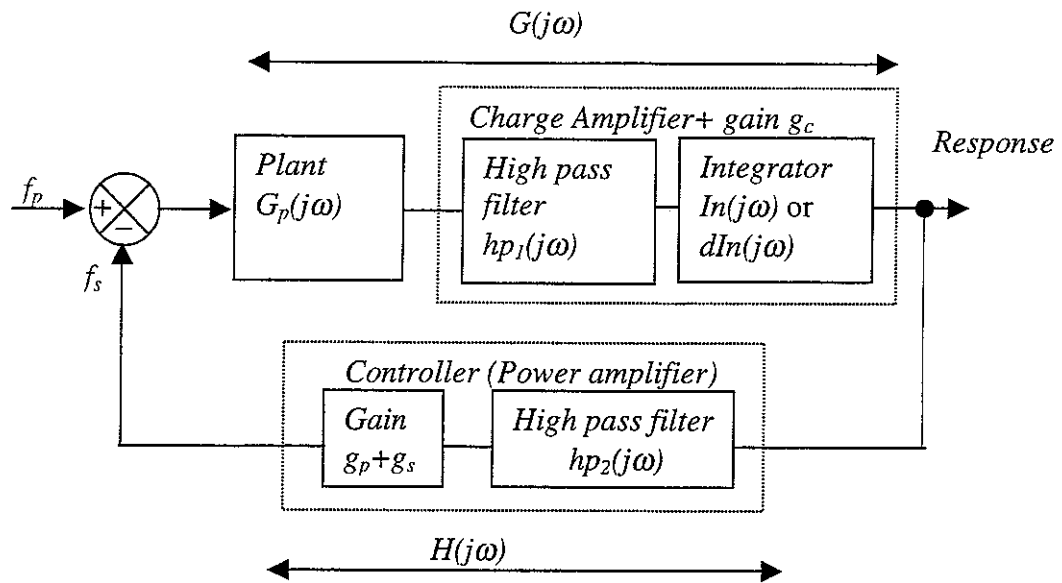 G(jω)
Charge Amplifier+ gain g_c
Response
Plant
G_p(jω)
High pass
filter
hp_1(jω)
Integrator
In(jω) or
dIn(jω)
f_p
+
−
f_s
Controller (Power amplifier)
Gain
g_p+g_s
High pass filter
hp_2(jω)
H(jω)